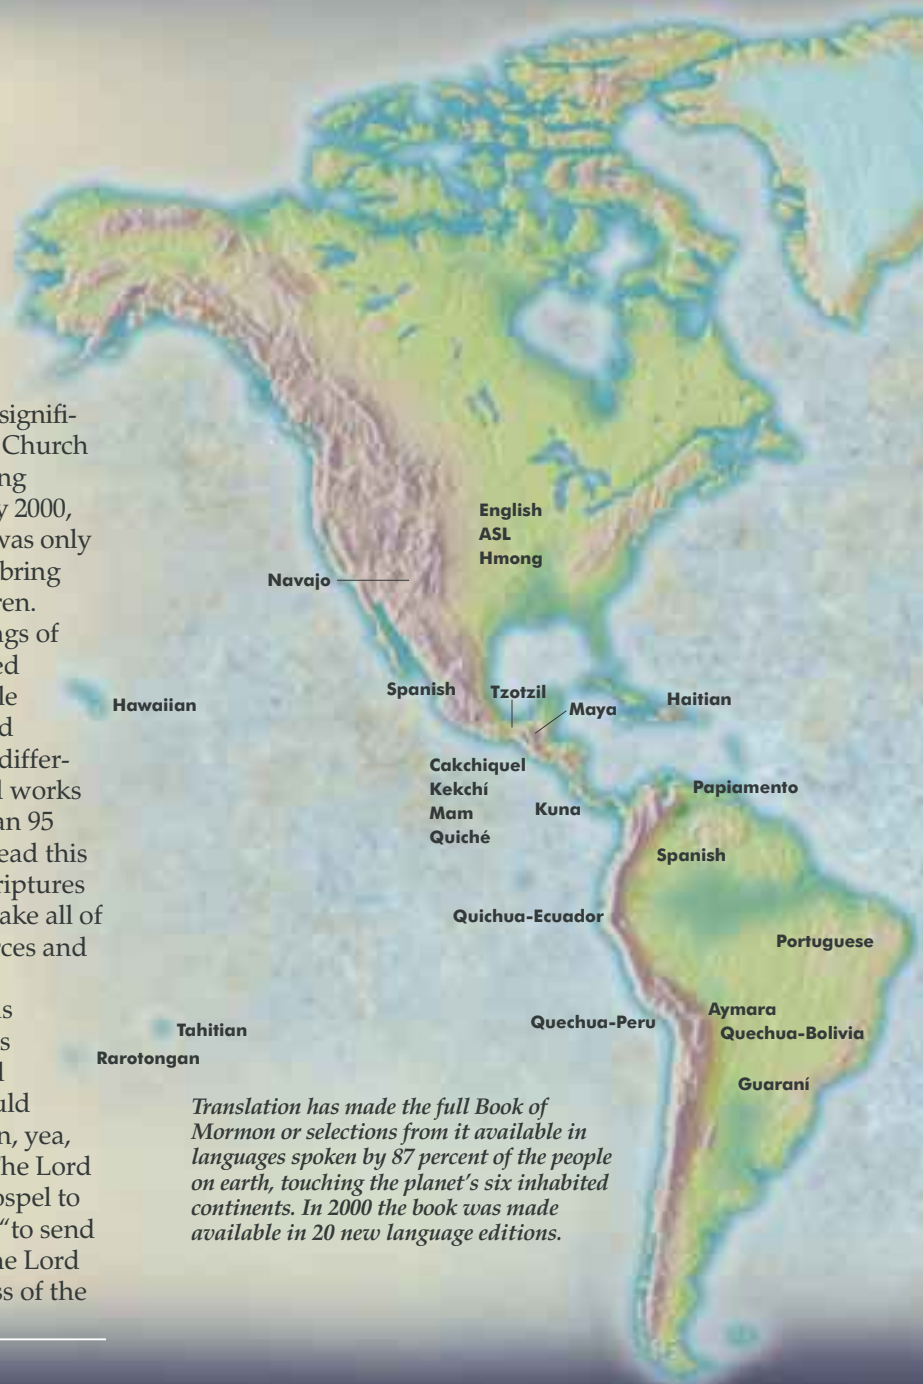 signifi-
Church
ng
y 2000,
was only
bring
ren.
ngs of
ed
le
d
differ-
l works
an 95
ead this
riptures
ake all of
rces and
s
s
l
uld
n, yea,
he Lord
ospel to
"to send
he Lord
ss of the
English
ASL
Hmong
Navajo
Hawaiian
Spanish
Tzotzil
Maya
Haitian
Cakchiquel
Kekchí
Mam
Quiché
Kuna
Papiamento
Spanish
Quichua-Ecuador
Portuguese
Quechua-Peru
Aymara
Quechua-Bolivia
Guaraní
Tahitian
Rarotongan
Translation has made the full Book of
Mormon or selections from it available in
languages spoken by 87 percent of the people
on earth, touching the planet's six inhabited
continents. In 2000 the book was made
available in 20 new language editions.